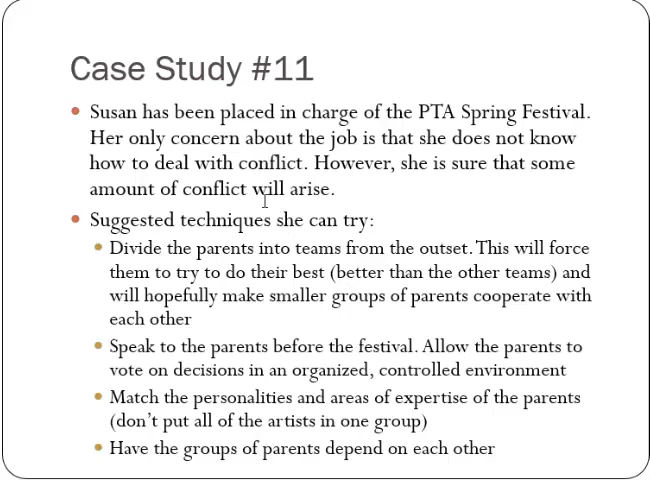 Case Study #11
Susan has been placed in charge of the PTA Spring Festival.
Her only concern about the job is that she does not know
how to deal with conflict. However, she is sure that some
amount of conflict will arise.
Suggested techniques she can try:
Divide the parents into teams from the outset. This will force
them to try to do their best (better than the other teams) and
will hopefully make smaller groups of parents cooperate with
each other
Speak to the parents before the festival. Allow the parents to
vote on decisions in an organized, controlled environment
Match the personalities and areas of expertise of the parents
(don't put all of the artists in one group)
Have the groups of parents depend on each other